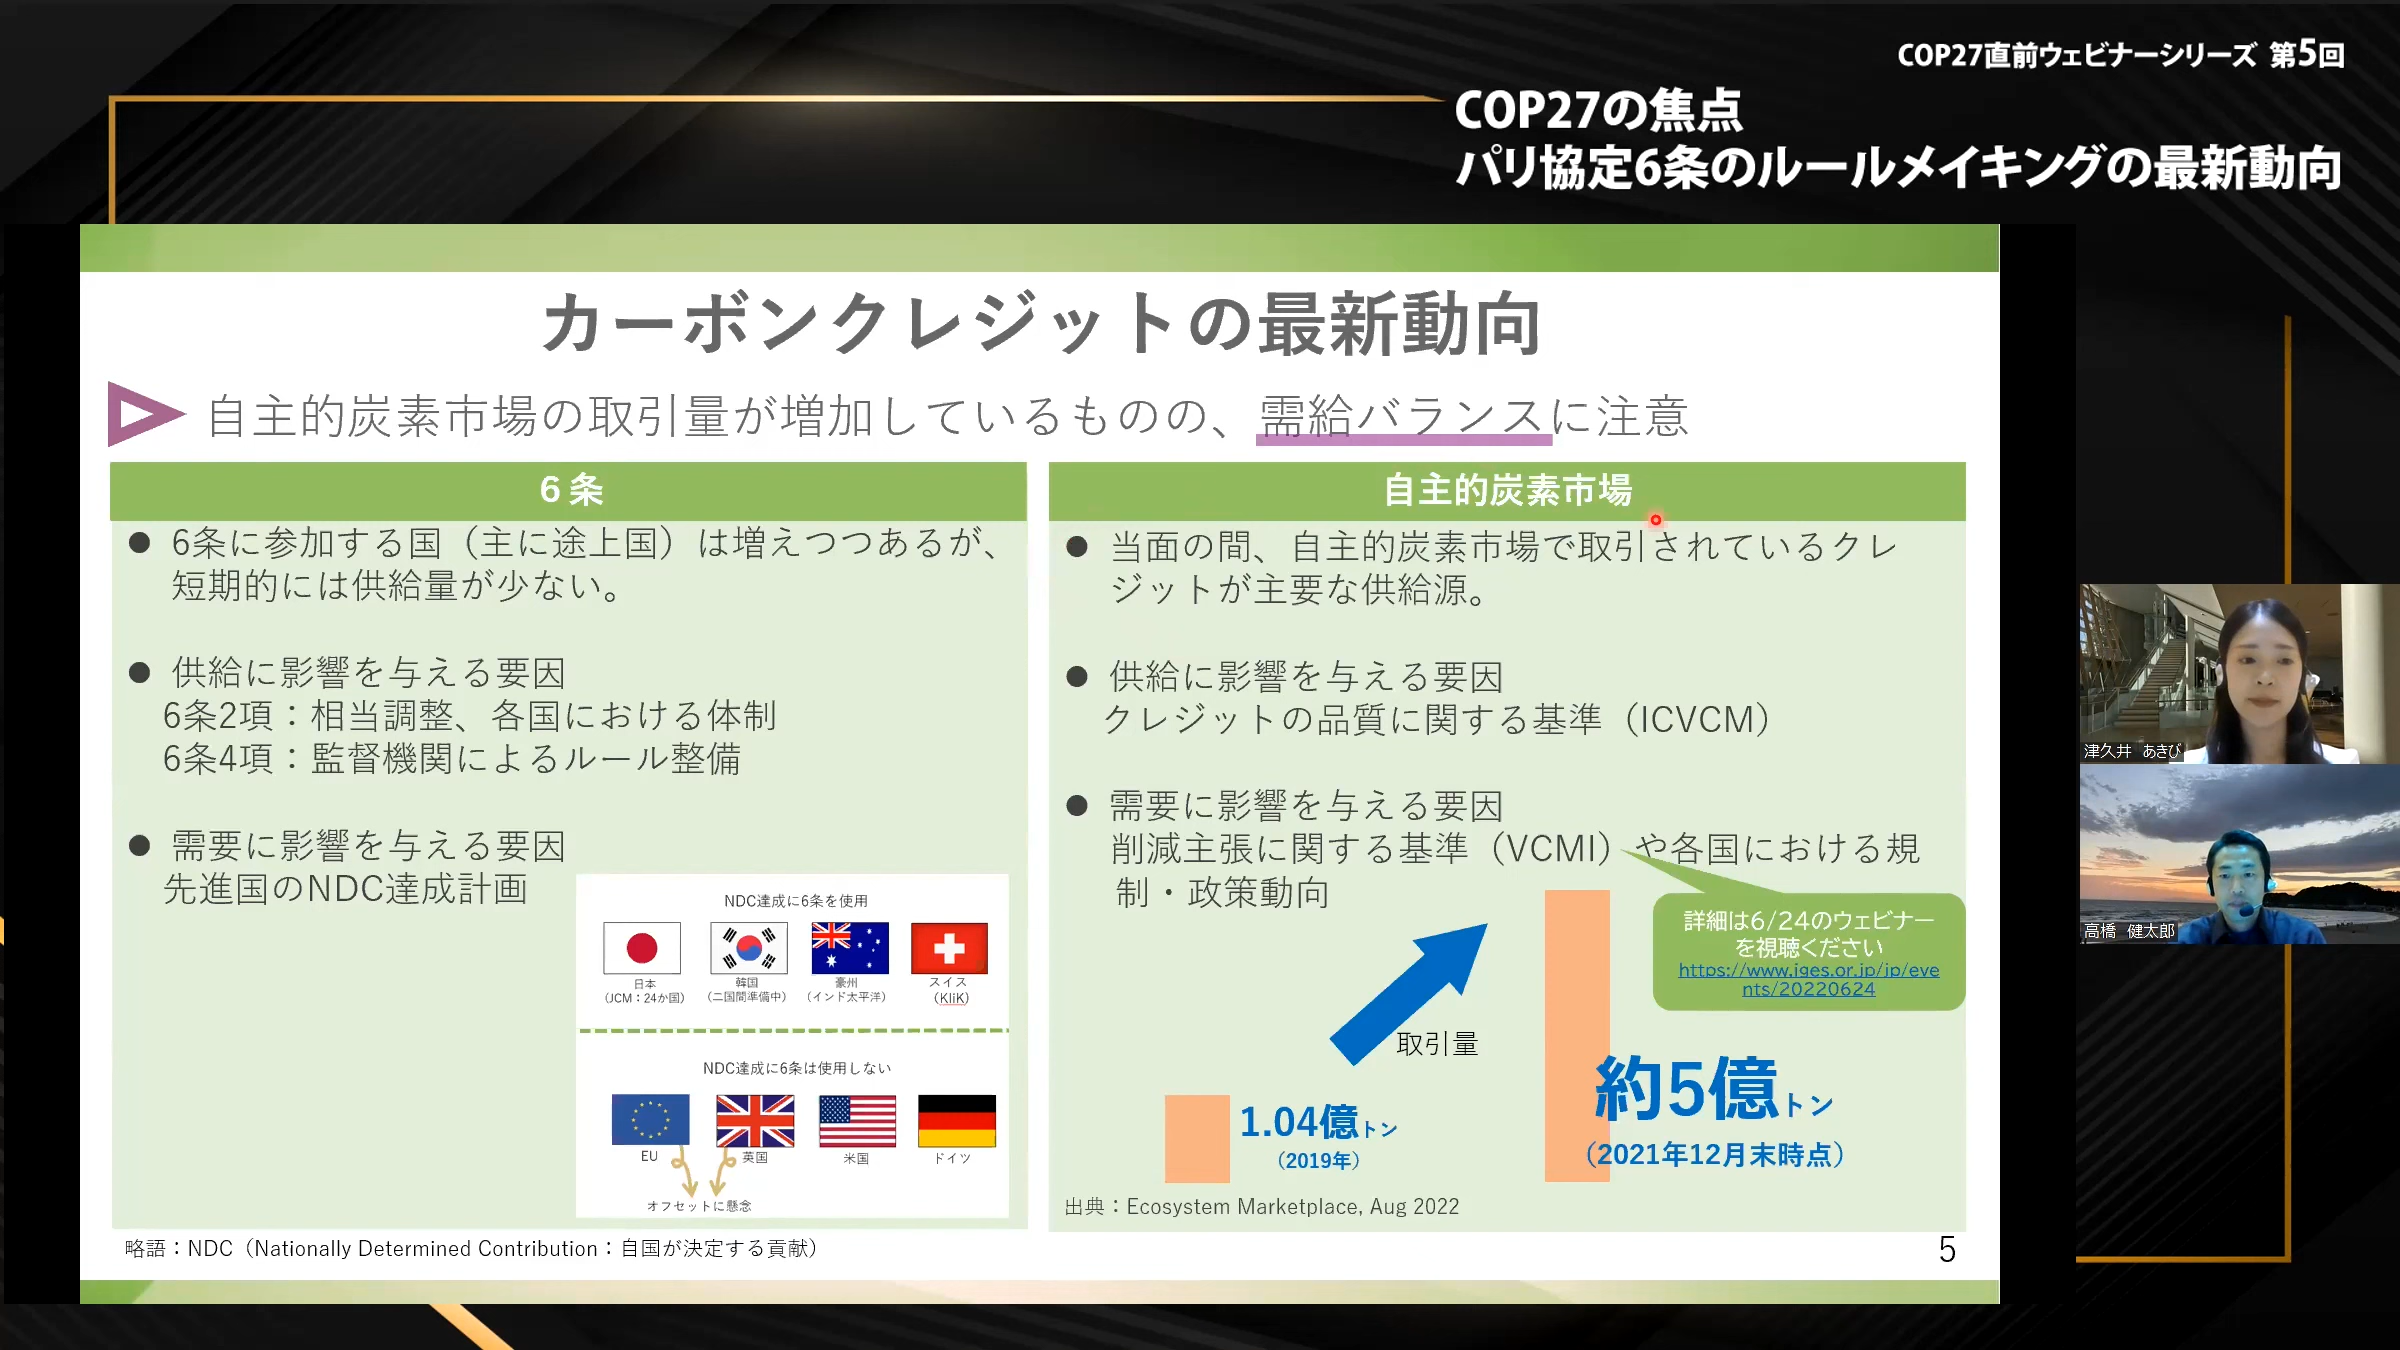 COP27直前ウェビナーシリーズ 第5回
COP27の焦点
パリ協定6条のルールメイキングの最新動向
カーボンクレジットの最新動向
自主的炭素市場の取引量が増加しているものの、需給バランスに注意
6条
● 6条に参加する国（主に途上国）は増えつつあるが、
短期的には供給量が少ない。
● 供給に影響を与える要因
6条2項：相当調整、各国における体制
6条4項：監督機関によるルール整備
● 需要に影響を与える要因
先進国のNDC達成計画
NDC達成に6条を使用
日本
（JCM：24か国）
韓国
（二国間準備中）
豪州
（インド太平洋）
スイス
（KliK）
NDC達成に6条は使用しない
EU
英国
米国
ドイツ
オフセットに懸念
自主的炭素市場
● 当面の間、自主的炭素市場で取引されているクレ
ジットが主要な供給源。
● 供給に影響を与える要因
クレジットの品質に関する基準（ICVCM）
● 需要に影響を与える要因
削減主張に関する基準（VCMI）や各国における規
制・政策動向
詳細は6/24のウェビナー
を視聴ください
https://www.iges.or.jp/jp/eve
nts/20220624
取引量
1.04億トン
（2019年）
約5億トン
（2021年12月末時点）
出典：Ecosystem Marketplace, Aug 2022
略語：NDC（Nationally Determined Contribution：自国が決定する貢献）
5
津久井 あきび
高橋 健太郎